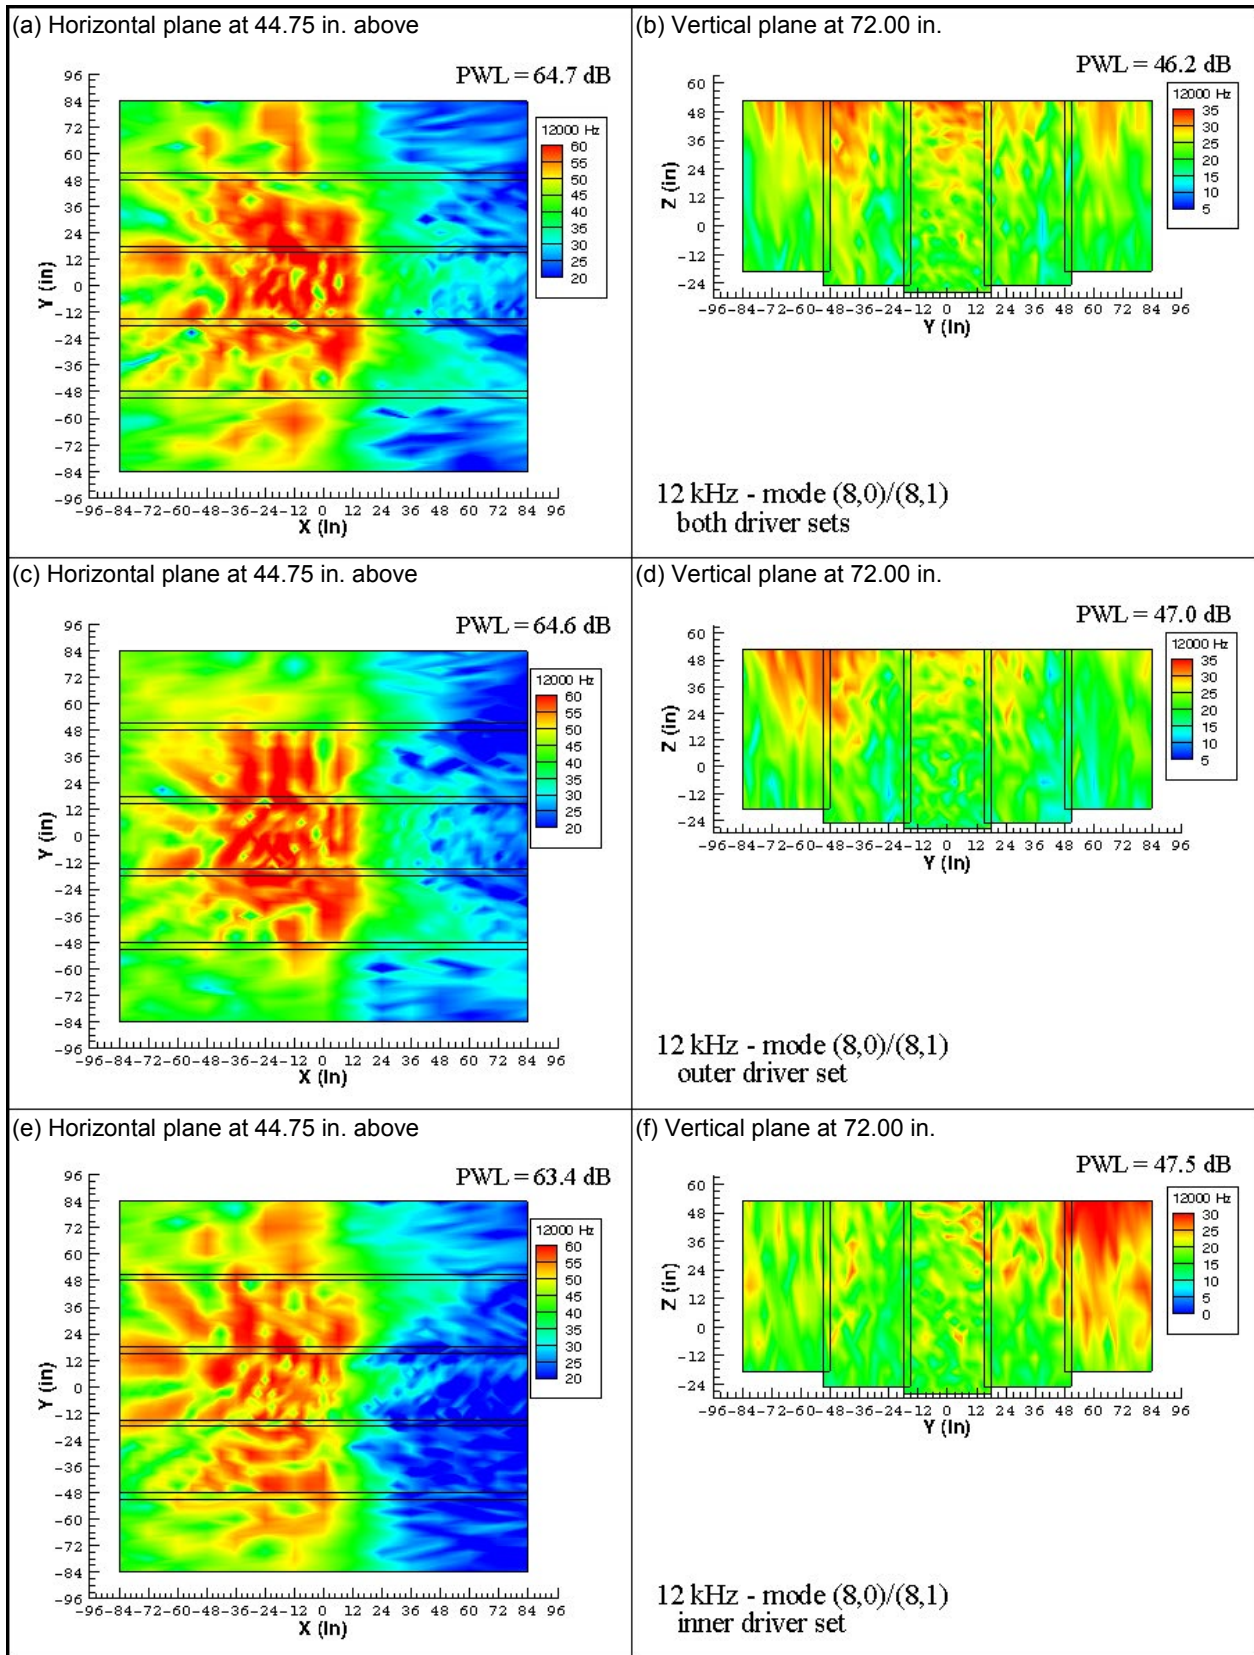 (a) Horizontal plane at 44.75 in. above
PWL = 64.7 dB
96
84
72
60
48
36
24
12
0
-12
-24
-36
-48
-60
-72
-84
-96
Y (in)
-96-84-72-60-48-36-24-12 0 12 24 36 48 60 72 84 96
X (in)
12000 Hz
60
55
50
45
40
35
30
25
20
(b) Vertical plane at 72.00 in.
PWL = 46.2 dB
60
48
36
24
12
0
-12
-24
Z (in)
-96-84-72-60-48-36-24-12 0 12 24 36 48 60 72 84 96
Y (in)
12000 Hz
35
30
25
20
15
10
5
12 kHz - mode (8,0)/(8,1)
both driver sets
(c) Horizontal plane at 44.75 in. above
PWL = 64.6 dB
96
84
72
60
48
36
24
12
0
-12
-24
-36
-48
-60
-72
-84
-96
Y (in)
-96-84-72-60-48-36-24-12 0 12 24 36 48 60 72 84 96
X (in)
12000 Hz
60
55
50
45
40
35
30
25
20
(d) Vertical plane at 72.00 in.
PWL = 47.0 dB
60
48
36
24
12
0
-12
-24
Z (in)
-96-84-72-60-48-36-24-12 0 12 24 36 48 60 72 84 96
Y (in)
12000 Hz
35
30
25
20
15
10
5
12 kHz - mode (8,0)/(8,1)
outer driver set
(e) Horizontal plane at 44.75 in. above
PWL = 63.4 dB
96
84
72
60
48
36
24
12
0
-12
-24
-36
-48
-60
-72
-84
-96
Y (in)
-96-84-72-60-48-36-24-12 0 12 24 36 48 60 72 84 96
X (in)
12000 Hz
60
55
50
45
40
35
30
25
20
(f) Vertical plane at 72.00 in.
PWL = 47.5 dB
60
48
36
24
12
0
-12
-24
Z (in)
-96-84-72-60-48-36-24-12 0 12 24 36 48 60 72 84 96
Y (in)
12000 Hz
30
25
20
15
10
5
0
12 kHz - mode (8,0)/(8,1)
inner driver set